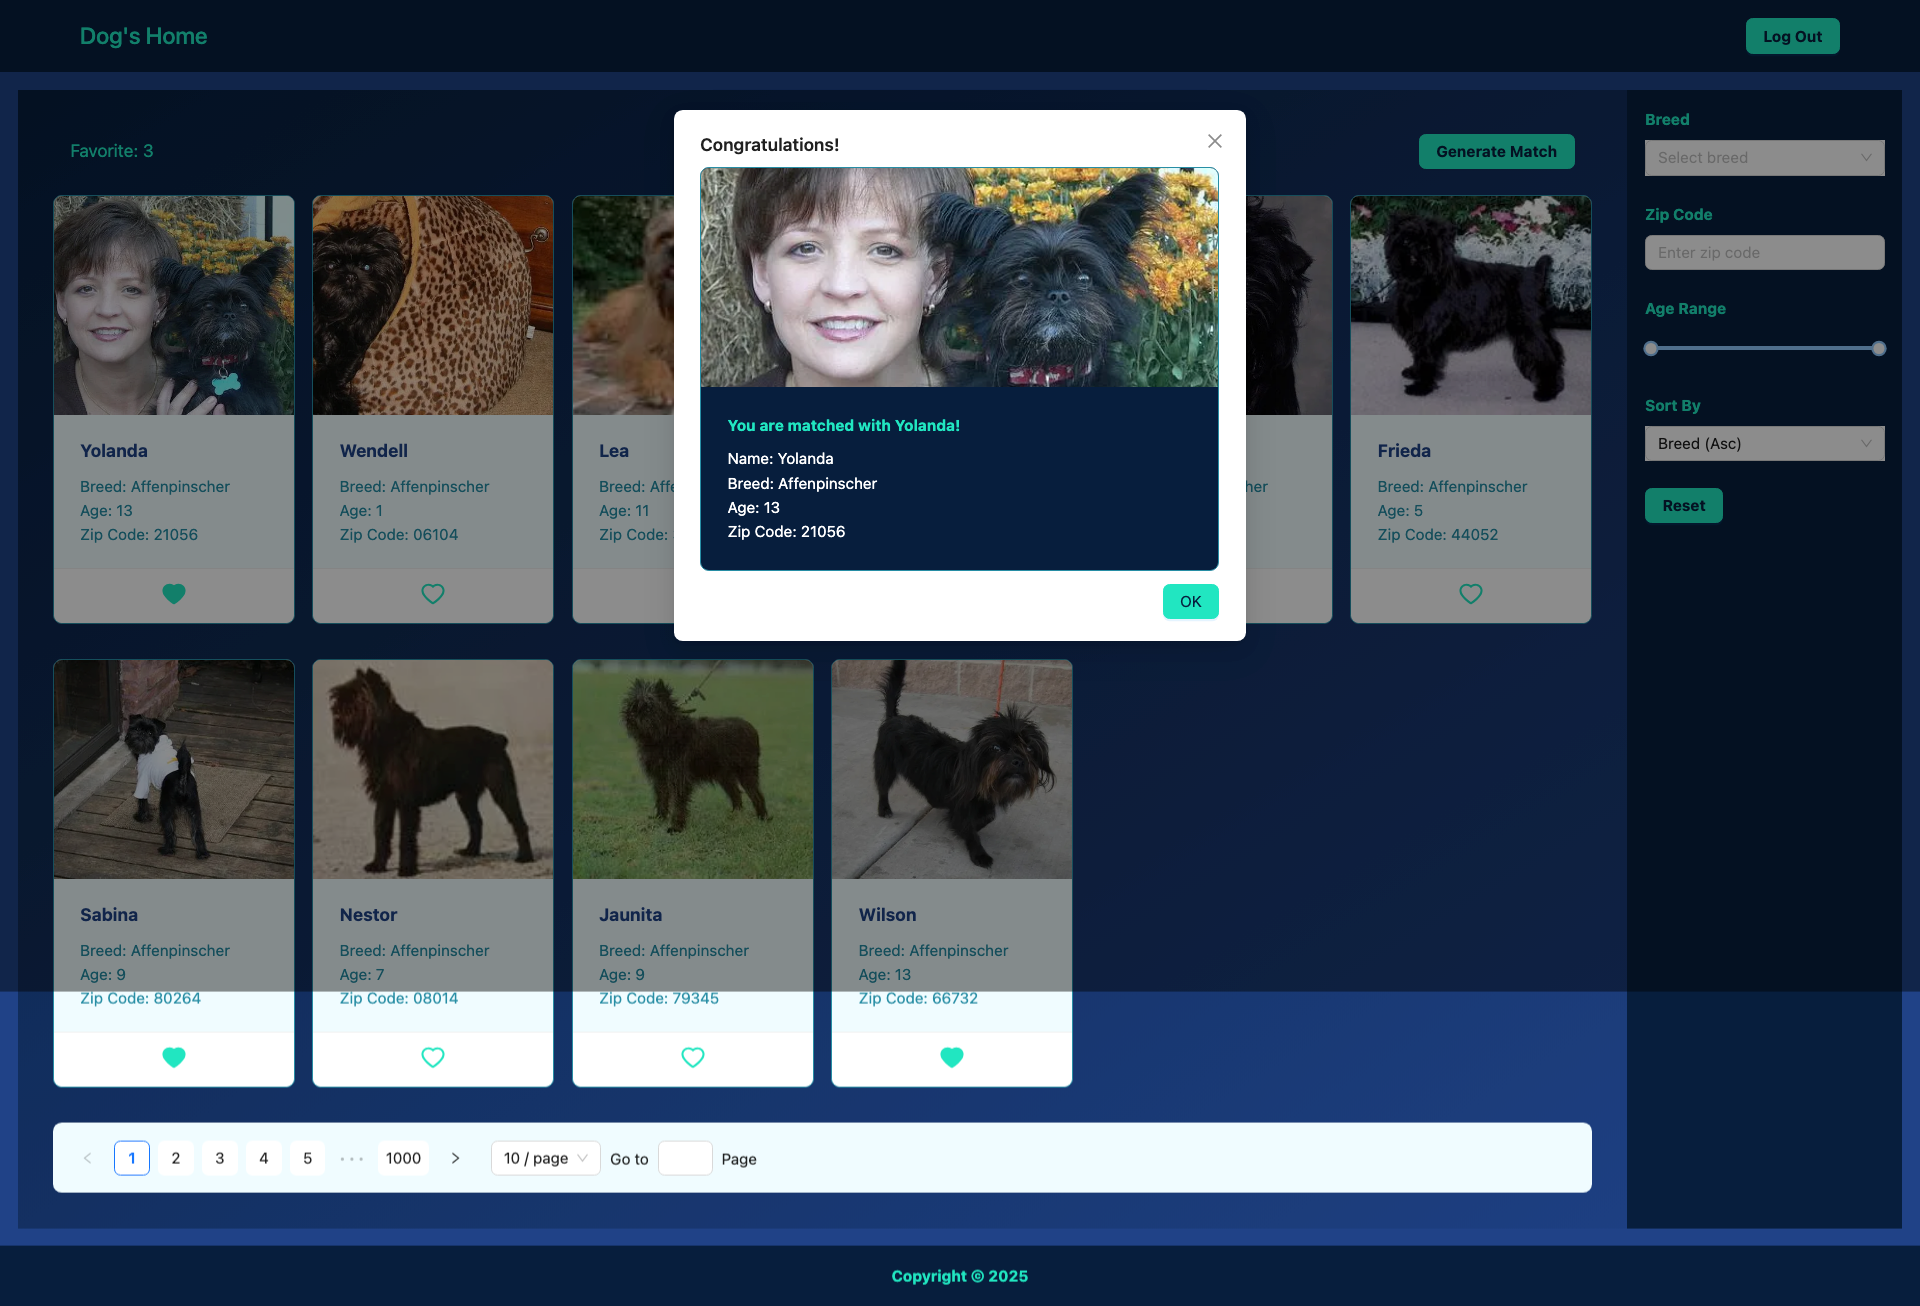 Dog's Home
Log Out
Favorite: 3
Generate Match
Congratulations!
You are matched with Yolanda!
Name: Yolanda
Breed: Affenpinscher
Age: 13
Zip Code: 21056
OK
Yolanda
Breed: Affenpinscher
Age: 13
Zip Code: 21056
Wendell
Breed: Affenpinscher
Age: 1
Zip Code: 06104
Lea
Breed:
Age: 11
Zip Code:
Frieda
Breed: Affenpinscher
Age: 5
Zip Code: 44052
Sabina
Breed: Affenpinscher
Age: 9
Zip Code: 80264
Nestor
Breed: Affenpinscher
Age: 7
Zip Code: 08014
Jaunita
Breed: Affenpinscher
Age: 9
Zip Code: 79345
Wilson
Breed: Affenpinscher
Age: 13
Zip Code: 66732
Breed
Select breed
Zip Code
Enter zip code
Age Range
Sort By
Breed (Asc)
Reset
< 1 2 3 4 5 ••• 1000 > 10 / page Go to Page
Copyright © 2025